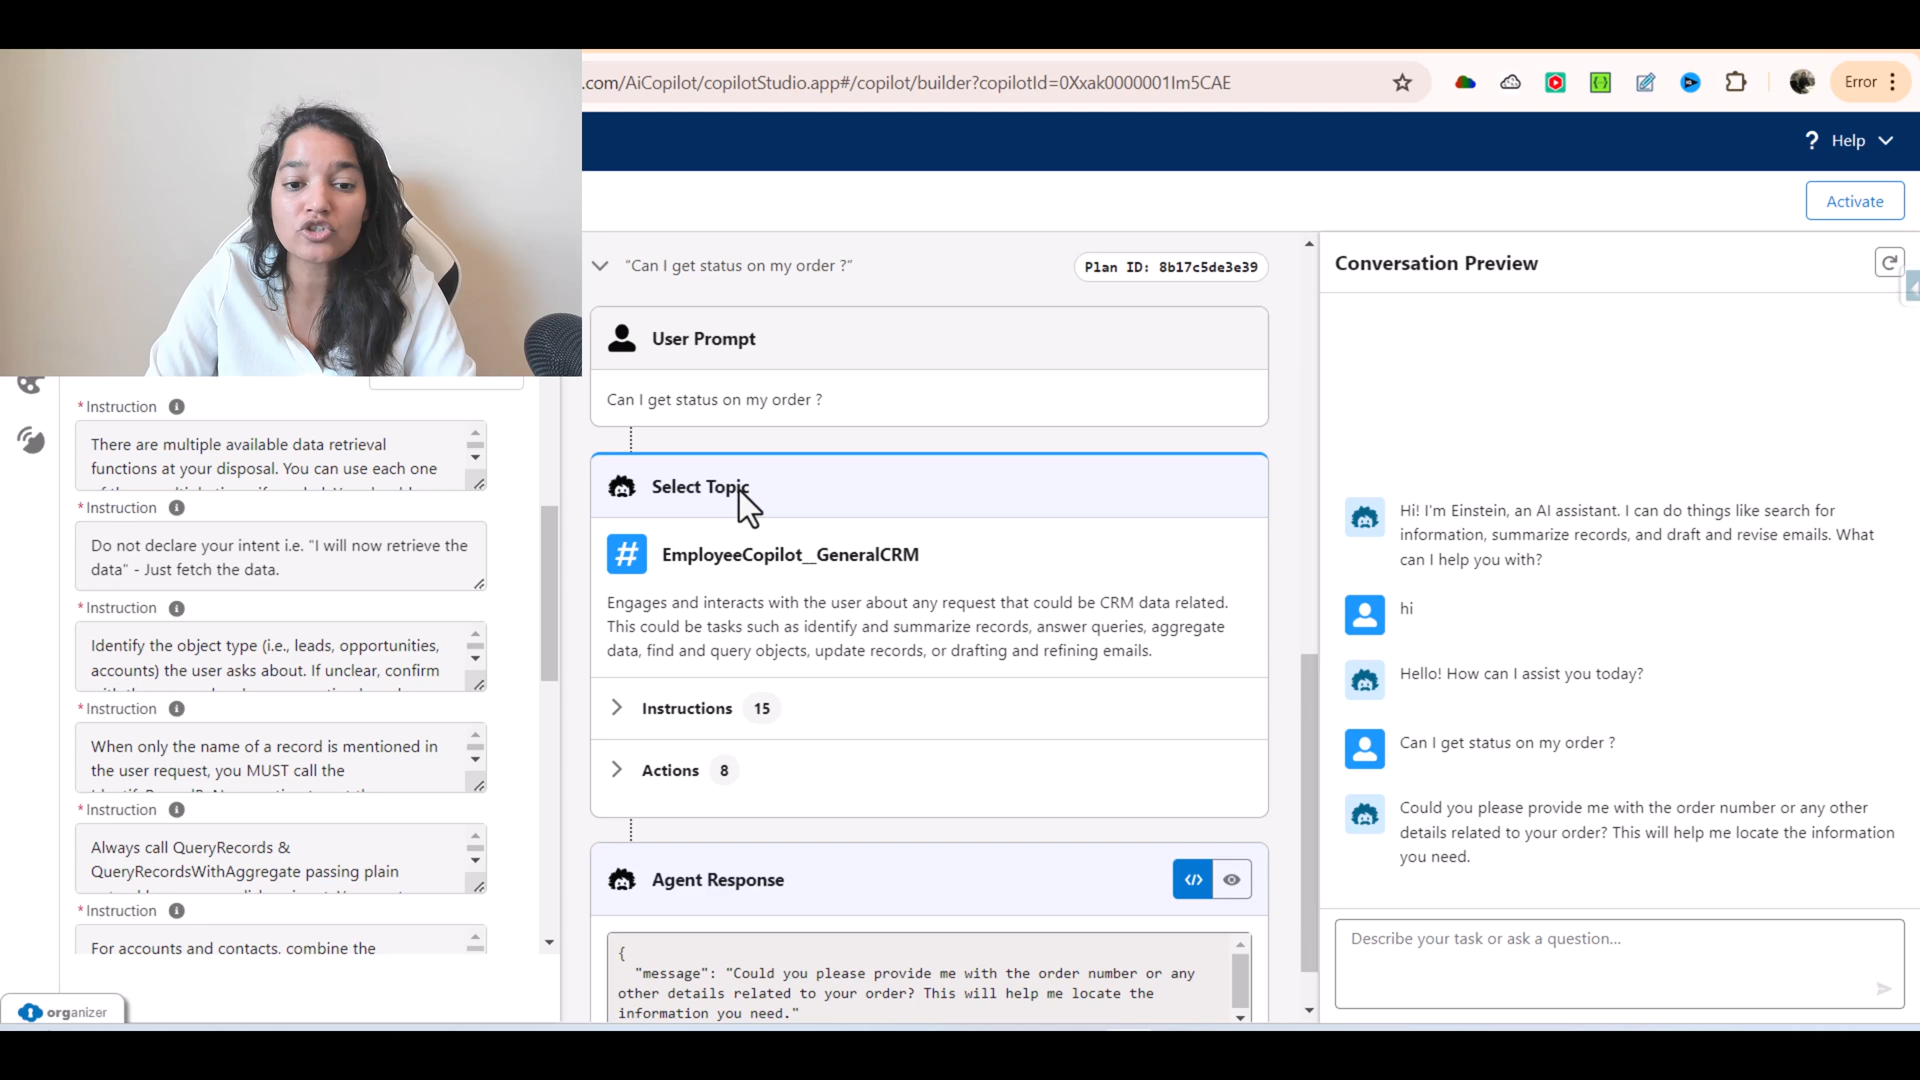 .com/AiCopilot/copilotStudio.app#/copilot/builder?copilotId=0Xxak0000001Im5CAE
Error
? Help
Activate
"Can I get status on my order ?"
Plan ID: 8b17c5de3e39
User Prompt
Can I get status on my order ?
Select Topic
# EmployeeCopilot__GeneralCRM
Engages and interacts with the user about any request that could be CRM data related.
This could be tasks such as identify and summarize records, answer queries, aggregate
data, find and query objects, update records, or drafting and refining emails.
Instructions 15
Actions 8
Agent Response
</>
{
"message": "Could you please provide me with the order number or any
other details related to your order? This will help me locate the
information you need."
* Instruction
There are multiple available data retrieval
functions at your disposal. You can use each one
* Instruction
Do not declare your intent i.e. "I will now retrieve the
data" - Just fetch the data.
* Instruction
Identify the object type (i.e., leads, opportunities,
accounts) the user asks about. If unclear, confirm
* Instruction
When only the name of a record is mentioned in
the user request, you MUST call the
* Instruction
Always call QueryRecords &
QueryRecordsWithAggregate passing plain
* Instruction
For accounts and contacts, combine the
organizer
Conversation Preview
Hi! I'm Einstein, an AI assistant. I can do things like search for
information, summarize records, and draft and revise emails. What
can I help you with?
hi
Hello! How can I assist you today?
Can I get status on my order ?
Could you please provide me with the order number or any other
details related to your order? This will help me locate the information
you need.
Describe your task or ask a question...